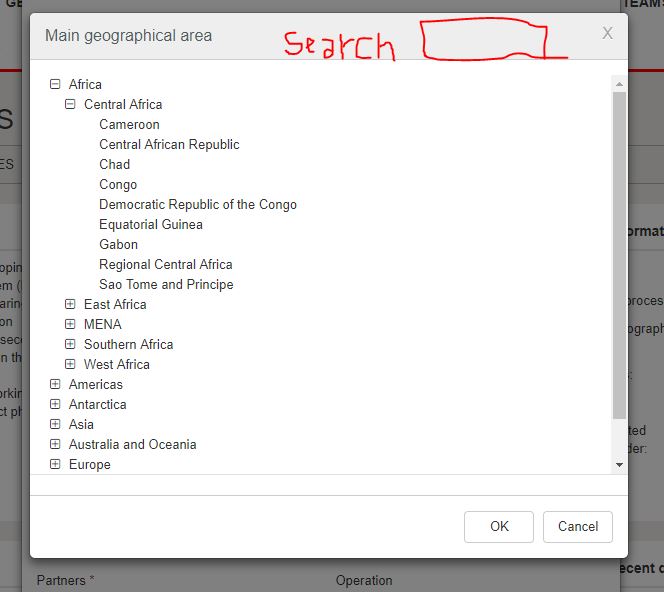 GE
TEAMS
Main geographical area
Search
X
S
ES
Africa
Central Africa
Cameroon
Central African Republic
Chad
Congo
Democratic Republic of the Congo
Equatorial Guinea
Gabon
Regional Central Africa
Sao Tome and Principe
East Africa
MENA
Southern Africa
West Africa
Americas
Antarctica
Asia
Australia and Oceania
Europe
OK
Cancel
Partners *
Operation